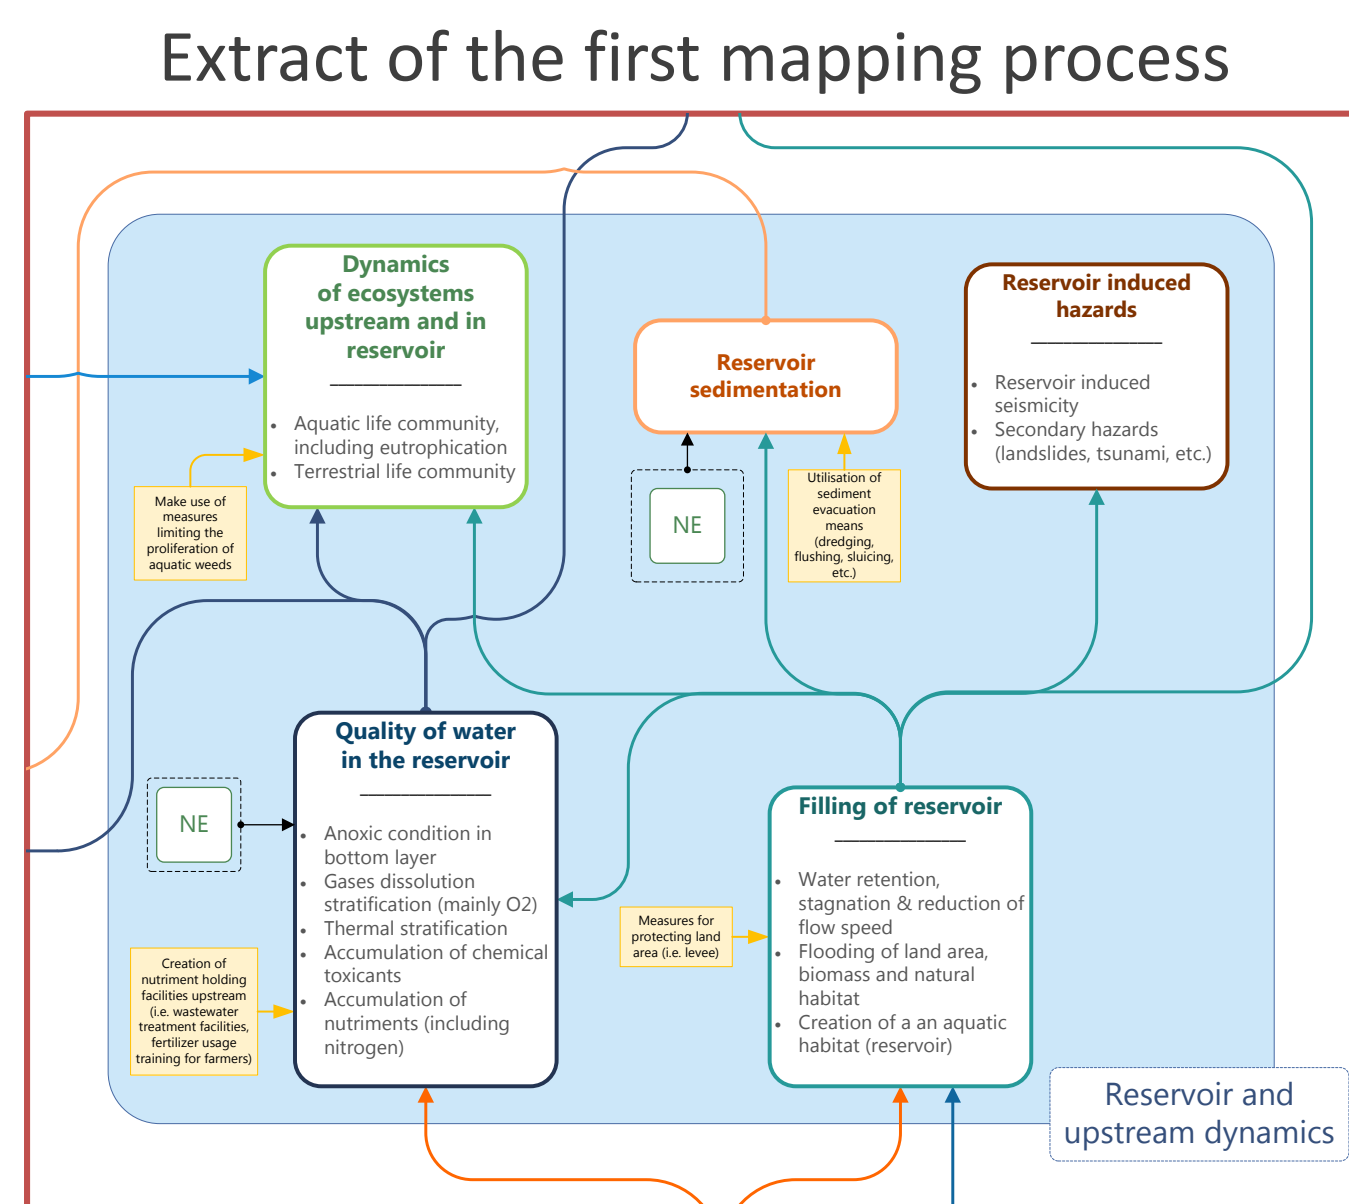 Extract of the first mapping process
Dynamics
of ecosystems
upstream and in
reservoir
Aquatic life community,
including eutrophication
Terrestrial life community
Reservoir
sedimentation
Reservoir induced
hazards
Reservoir induced
seismicity
Secondary hazards
(landslides, tsunami, etc.)
Make use of
measures
limiting the
proliferation of
aquatic weeds
NE
Utilisation of
sediment
evacuation
means
(dredging,
flushing, sluicing,
etc.)
Quality of water
in the reservoir
Anoxic condition in
bottom layer
Gases dissolution
stratification (mainly O2)
Thermal stratification
Accumulation of chemical
toxicants
Accumulation of
nutriments (including
nitrogen)
NE
Creation of
nutriment holding
facilities upstream
(i.e. wastewater
treatment facilities,
fertilizer usage
training for farmers)
Filling of reservoir
Water retention,
stagnation & reduction of
flow speed
Flooding of land area,
biomass and natural
habitat
Creation of a an aquatic
habitat (reservoir)
Measures for
protecting land
area (i.e. levee)
Reservoir and
upstream dynamics